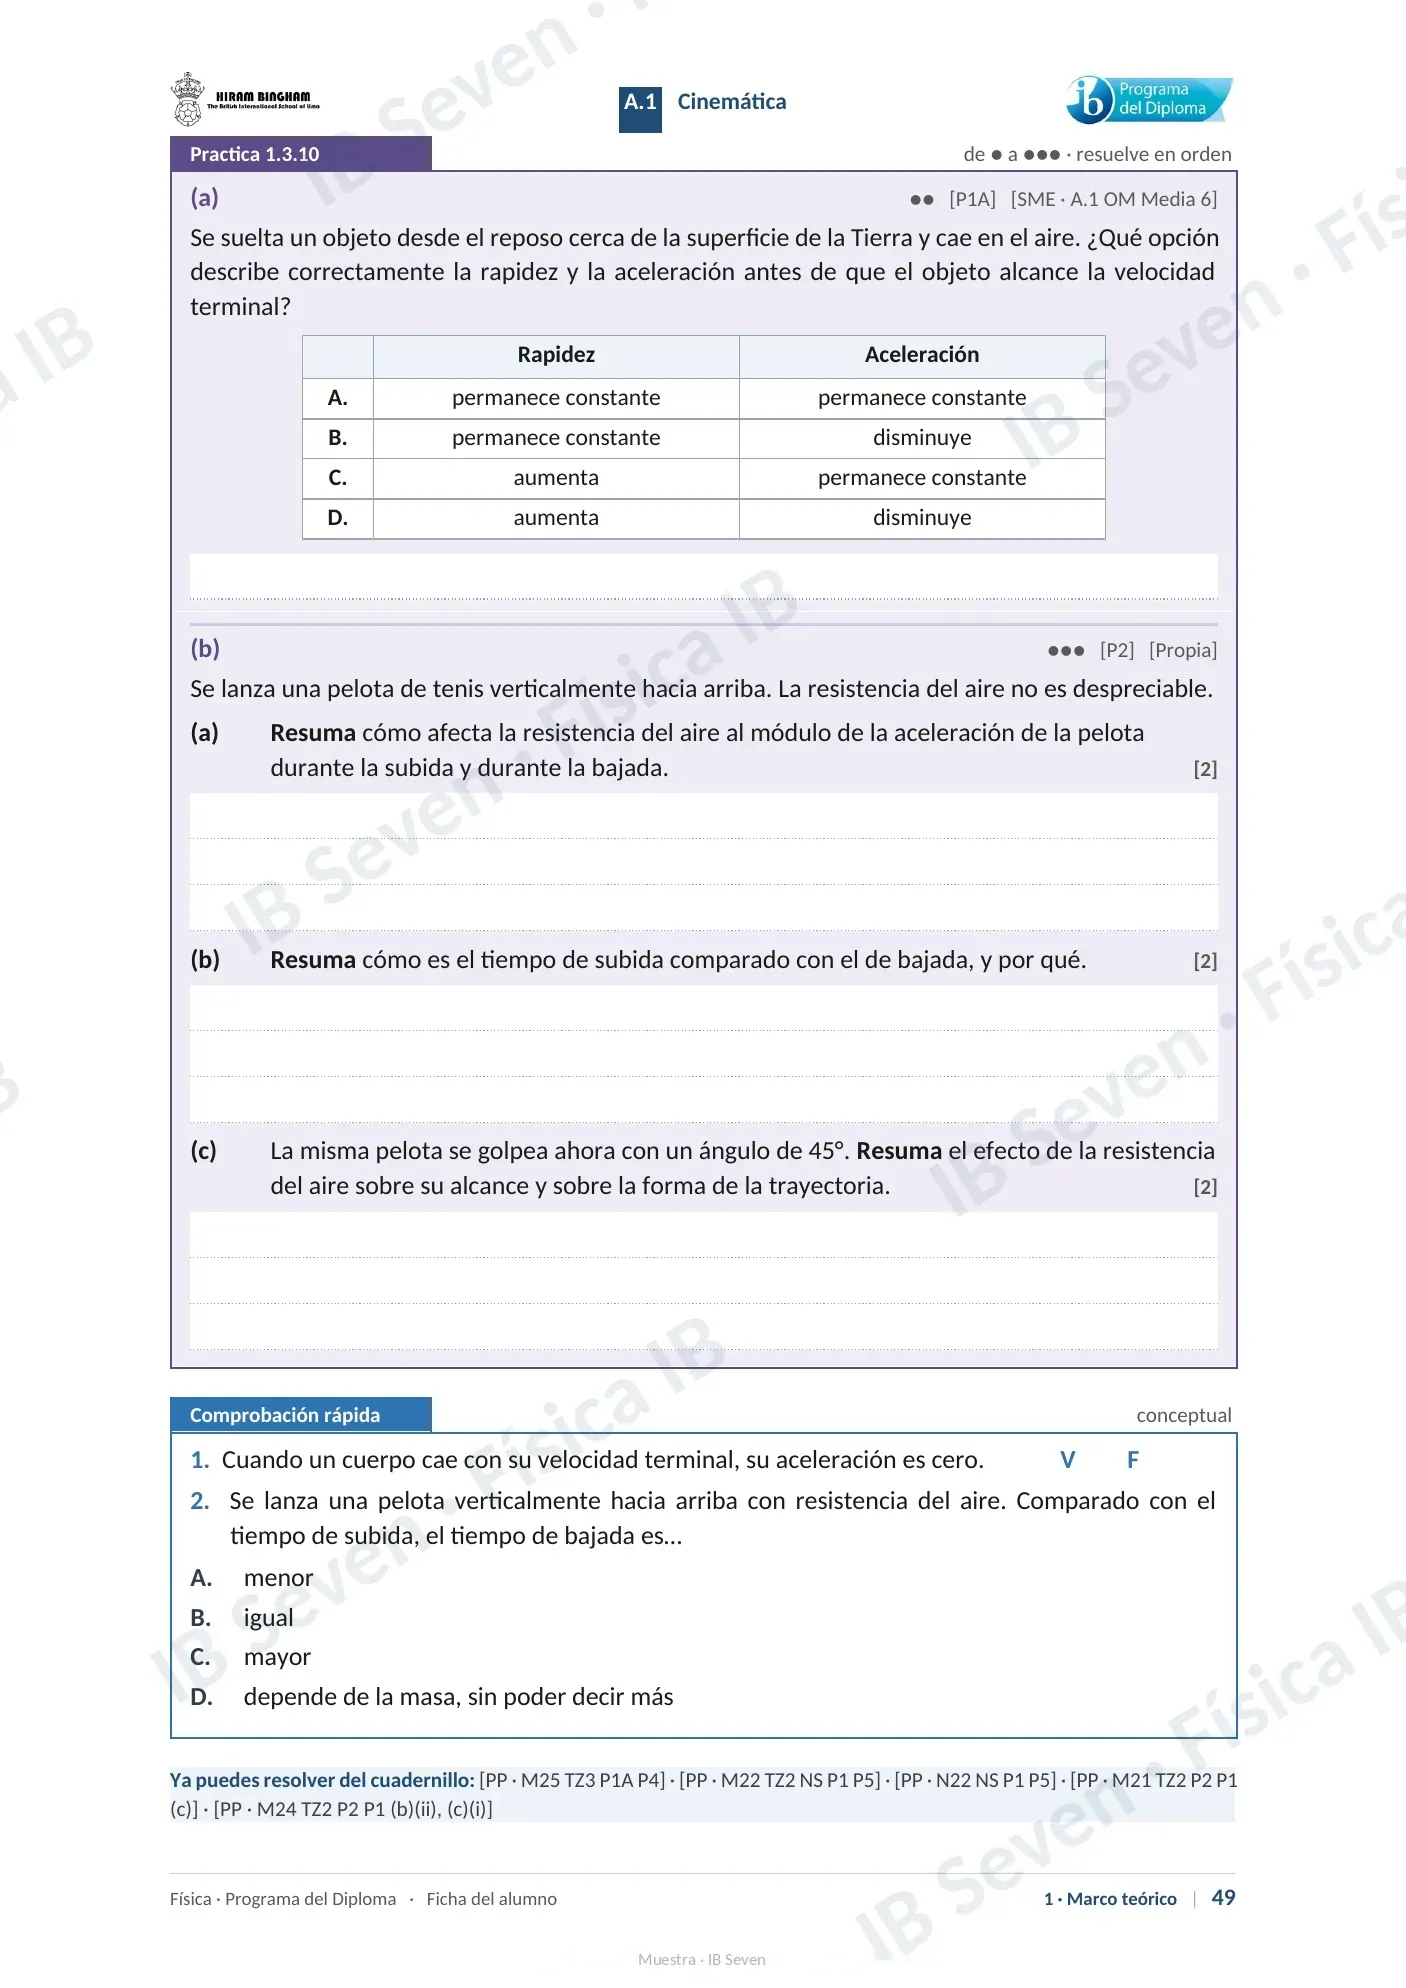 HIRAM BINGHAM
The British International School of Lima
A.1 Cinemática
ib Programa
del Diploma
Practica 1.3.10
de ● a ●●● · resuelve en orden
(a) ●● [P1A] [SME · A.1 OM Media 6]
Se suelta un objeto desde el reposo cerca de la superficie de la Tierra y cae en el aire. ¿Qué opción
describe correctamente la rapidez y la aceleración antes de que el objeto alcance la velocidad
terminal?
Rapidez Aceleración
A. permanece constante permanece constante
B. permanece constante disminuye
C. aumenta permanece constante
D. aumenta disminuye
(b) ●●● [P2] [Propia]
Se lanza una pelota de tenis verticalmente hacia arriba. La resistencia del aire no es despreciable.
(a) Resuma cómo afecta la resistencia del aire al módulo de la aceleración de la pelota
durante la subida y durante la bajada. [2]
(b) Resuma cómo es el tiempo de subida comparado con el de bajada, y por qué. [2]
(c) La misma pelota se golpea ahora con un ángulo de 45°. Resuma el efecto de la resistencia
del aire sobre su alcance y sobre la forma de la trayectoria. [2]
Comprobación rápida
conceptual
1. Cuando un cuerpo cae con su velocidad terminal, su aceleración es cero. V F
2. Se lanza una pelota verticalmente hacia arriba con resistencia del aire. Comparado con el
tiempo de subida, el tiempo de bajada es...
A. menor
B. igual
C. mayor
D. depende de la masa, sin poder decir más
Ya puedes resolver del cuadernillo: [PP · M25 TZ3 P1A P4] · [PP · M22 TZ2 NS P1 P5] · [PP · N22 NS P1 P5] · [PP · M21 TZ2 P2 P1
(c)] · [PP · M24 TZ2 P2 P1 (b)(ii), (c)(i)]
Física · Programa del Diploma · Ficha del alumno
1 · Marco teórico | 49
Muestra · IB Seven
IB Seven · Física IB